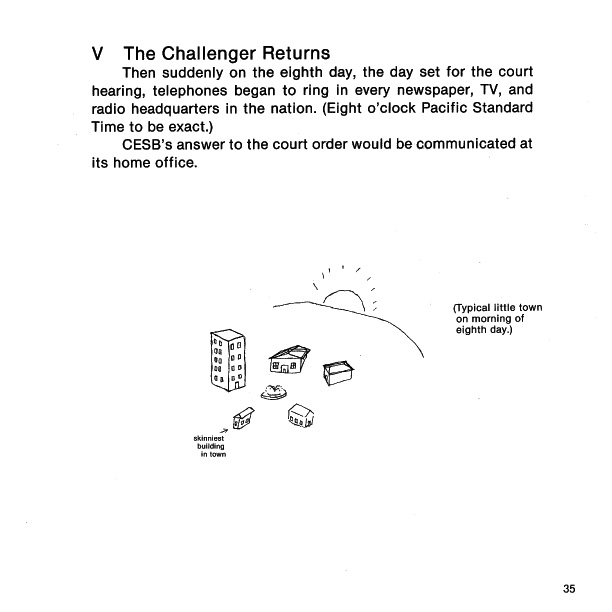 V The Challenger Returns
Then suddenly on the eighth day, the day set for the court
hearing, telephones began to ring in every newspaper, TV, and
radio headquarters in the nation. (Eight o'clock Pacific Standard
Time to be exact.)
CESB's answer to the court order would be communicated at
its home office.
(Typical little town
on morning of
eighth day.)
skinniest
building
in town
35